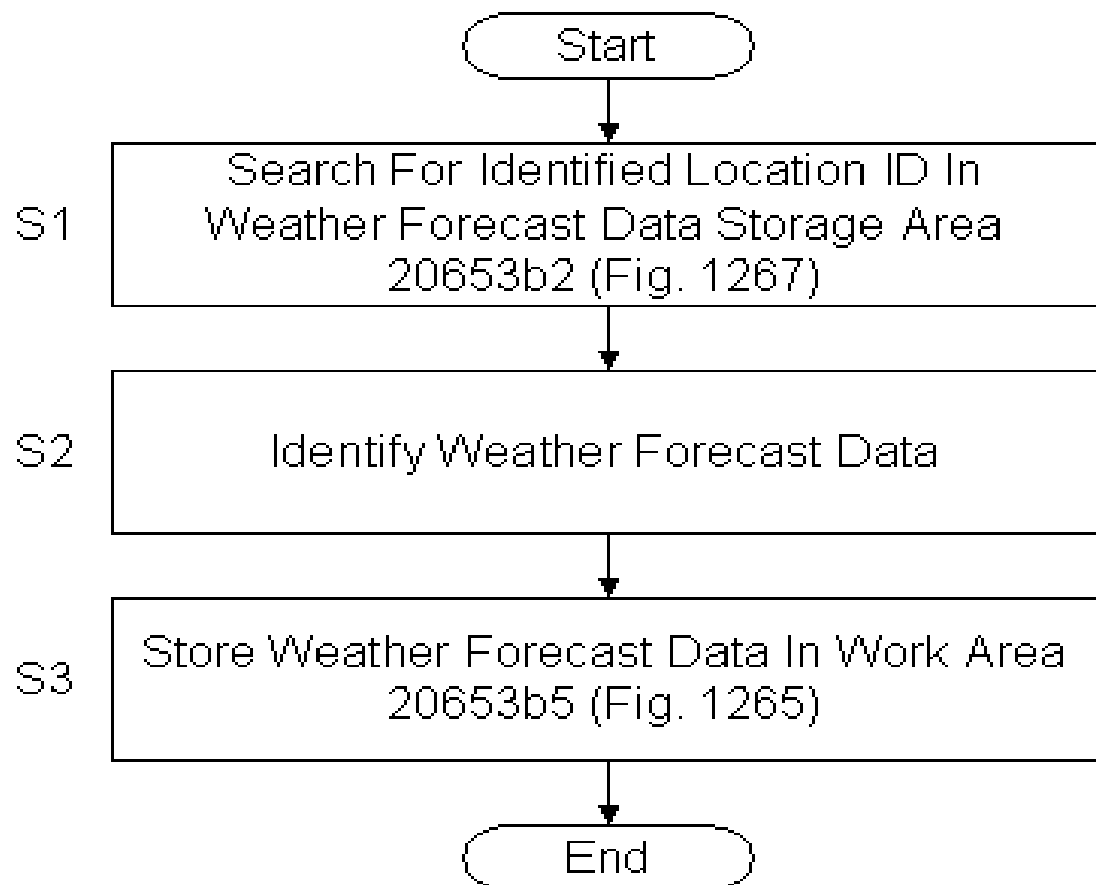 Start
S1
Search For Identified Location ID In
Weather Forecast Data Storage Area
20653b2 (Fig. 1267)
S2
Identify Weather Forecast Data
S3
Store Weather Forecast Data In Work Area
20653b5 (Fig. 1265)
End